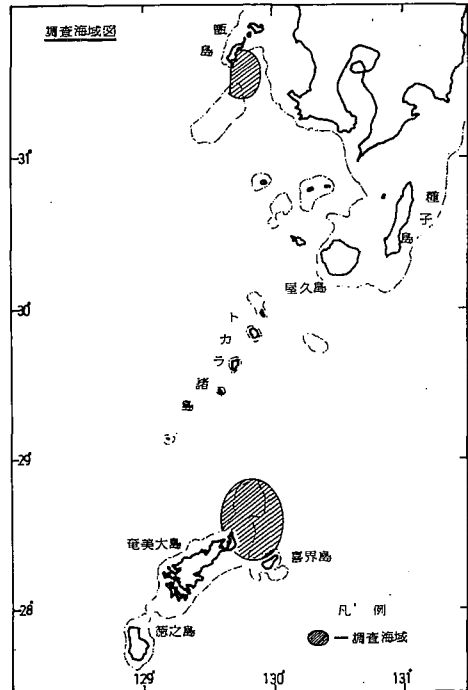 調査海域図
甑島
31°
種子島
屋久島
30°
トカラ諸島
29°
奄美大島
喜界島
凡 例
28°
徳之島
調査海域
129°
130°
131°